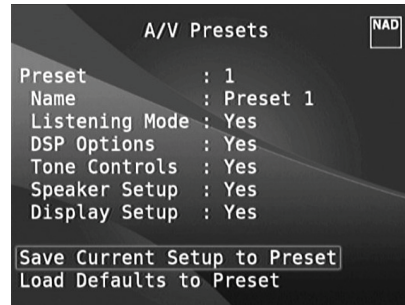 A/V Presets
NAD
Preset : 1
Name : Preset 1
Listening Mode : Yes
DSP Options : Yes
Tone Controls : Yes
Speaker Setup : Yes
Display Setup : Yes
Save Current Setup to Preset
Load Defaults to Preset